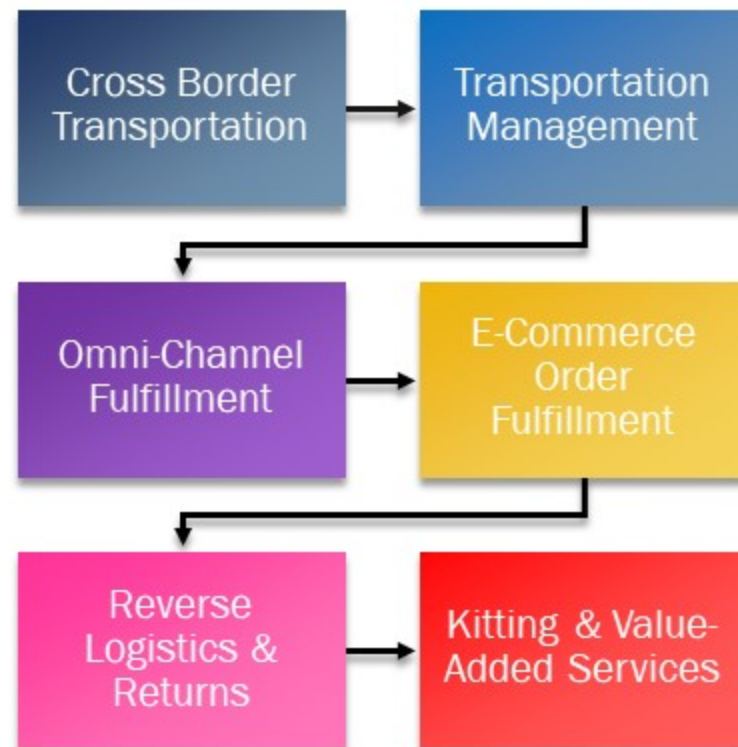 Cross Border
Transportation
Transportation
Management
Omni-Channel
Fulfillment
E-Commerce
Order
Fulfillment
Reverse
Logistics &
Returns
Kitting & Value-
Added Services